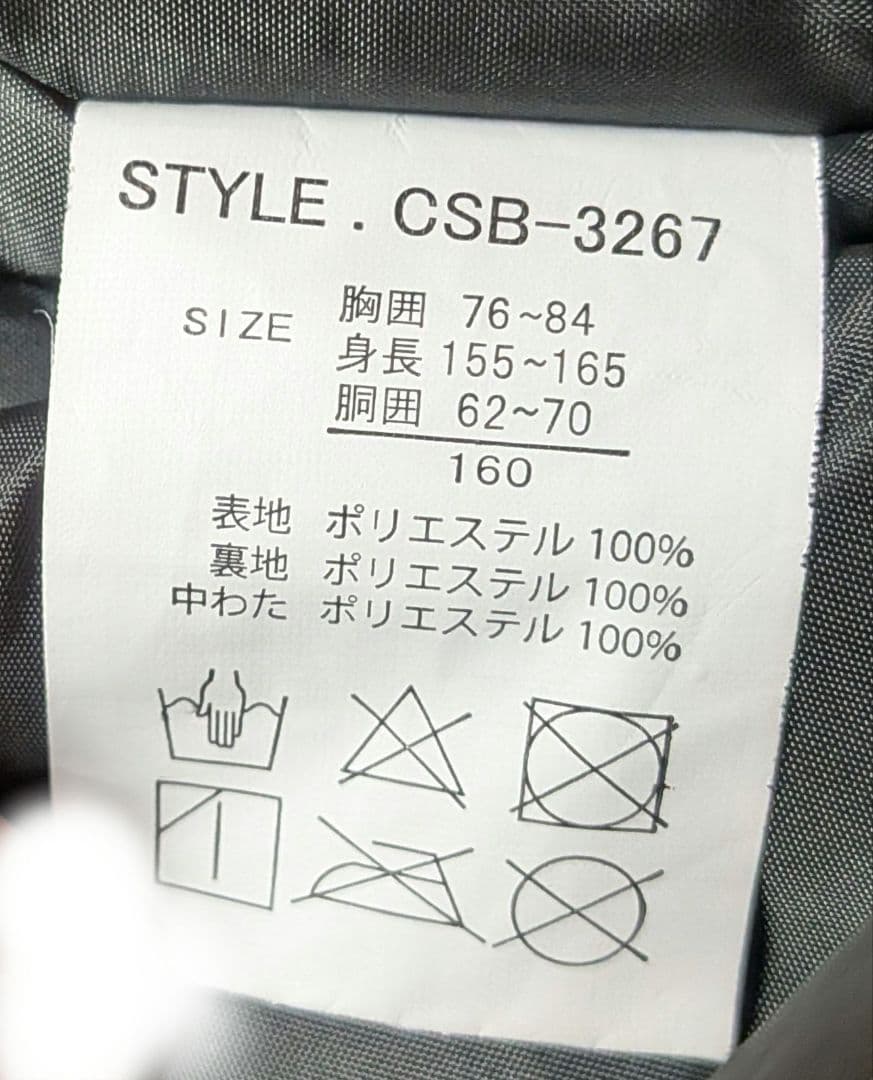 STYLE . CSB-3267
SIZE 胸囲 76~84
身長 155~165
胴囲 62~70
160
表地 ポリエステル 100%
裏地 ポリエステル 100%
中わた ポリエステル 100%